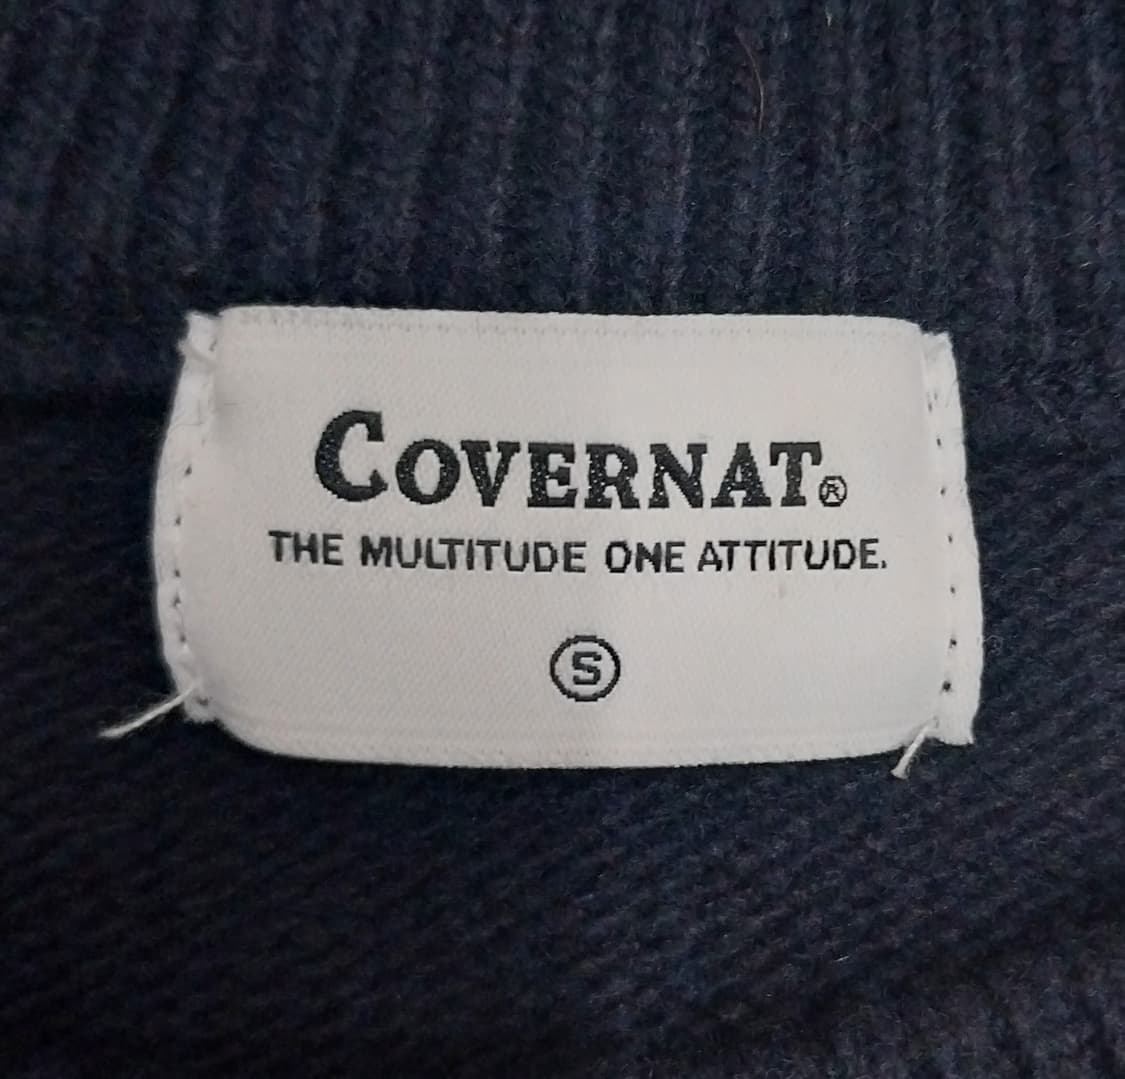 COVERNAT®
THE MULTITUDE ONE ATTITUDE.
S